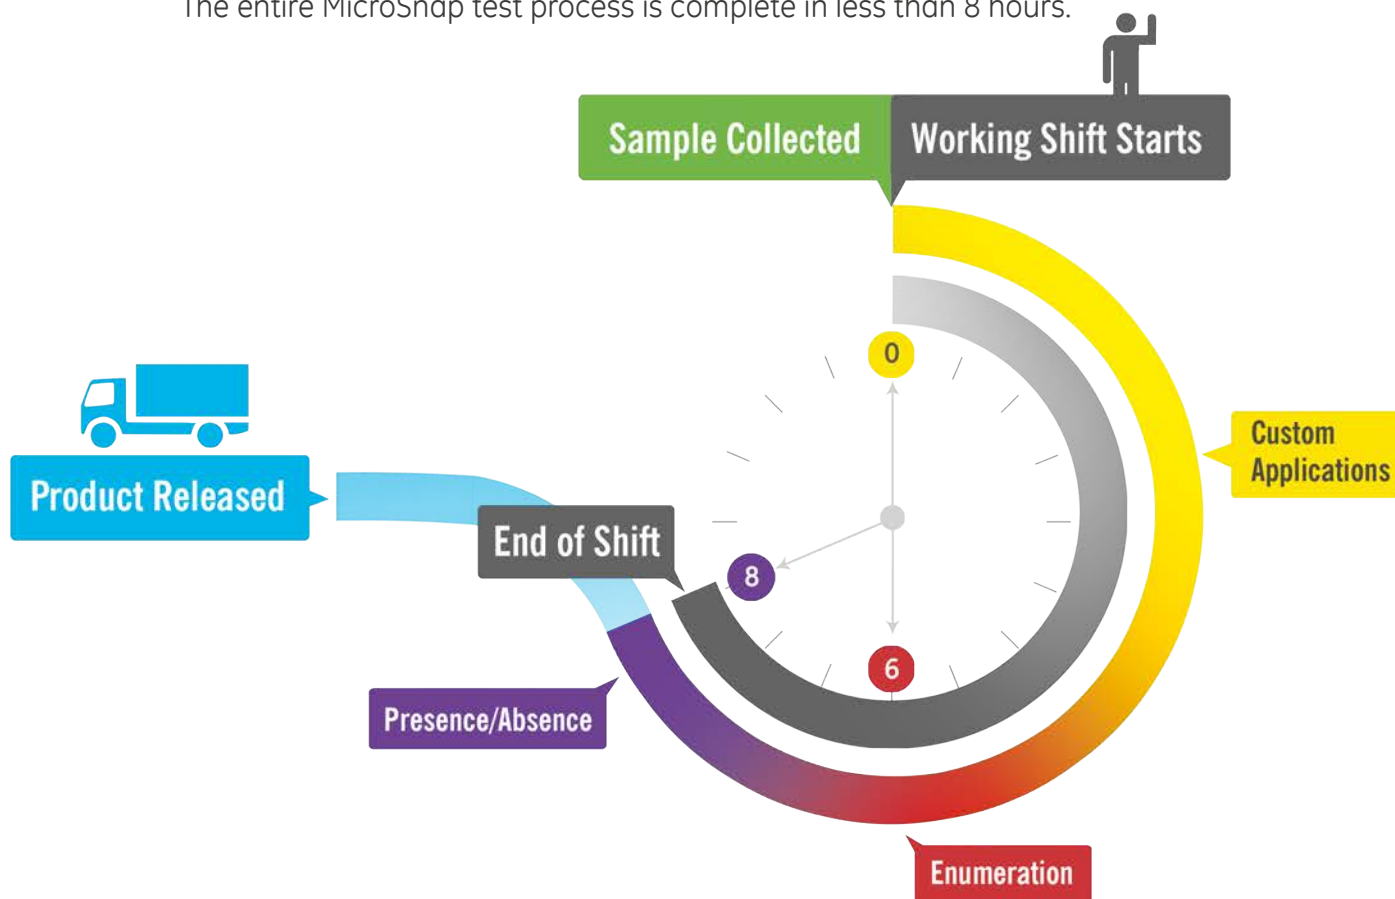 The entire MicroSnap test process is complete in less than 8 hours.
Sample Collected
Working Shift Starts
0
Custom
Applications
Product Released
End of Shift
8
6
Presence/Absence
Enumeration